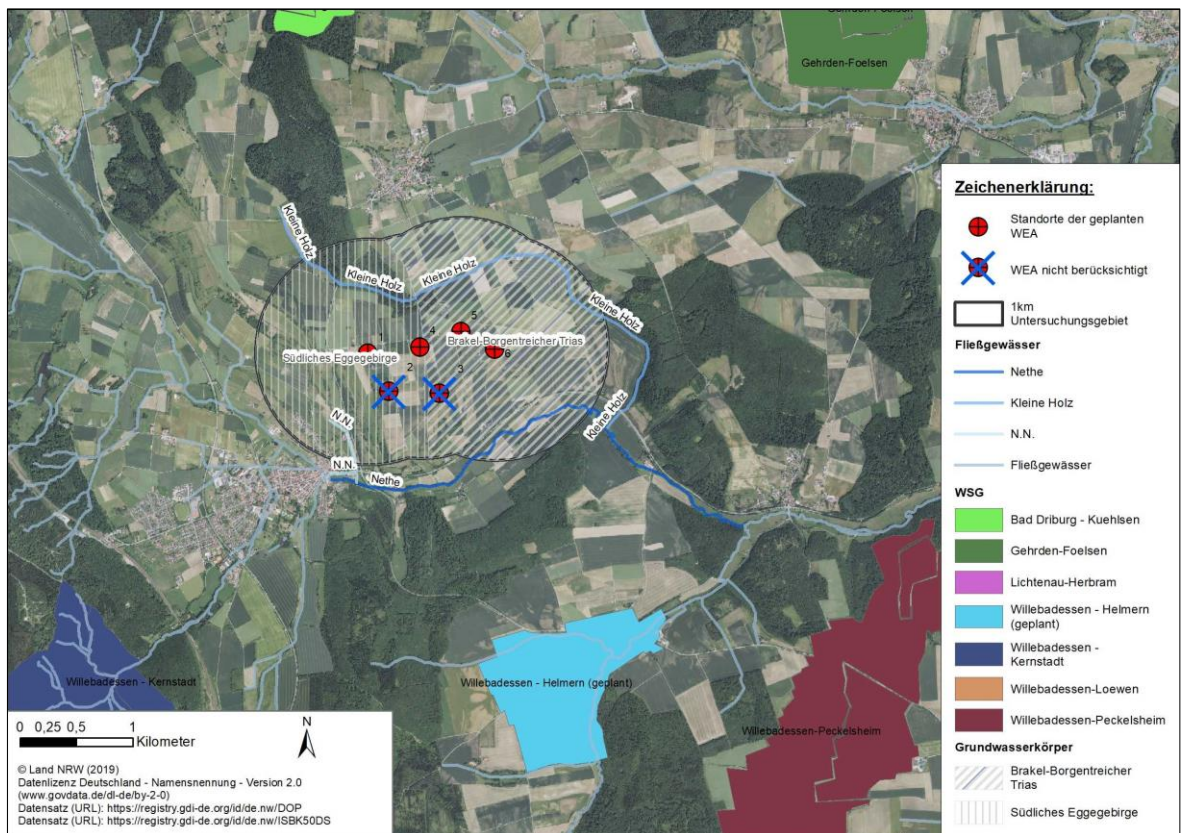 Gehrden-Foelsen
Gehrden-Foelsen
Kleine Holz
Kleine Holz
Kleine Holz
Kleine Holz
Kleine Holz
1
4
5
Südliches Eggegebirge
Brakel-Borgentreicher Trias
6
2
3
N.N.
N.N.
Nethe
Willebadessen - Kernstadt
Willebadessen - Helmern (geplant)
Willebadessen-Peckelsheim
0 0,25 0,5 1
Kilometer
N
© Land NRW (2019)
Datenlizenz Deutschland - Namensnennung - Version 2.0
(www.govdata.de/dl-de/by-2-0)
Datensatz (URL): https://registry.gdi-de.org/id/de.nw/DOP
Datensatz (URL): https://registry.gdi-de.org/id/de.nw/ISBK50DS
Zeichenerklärung:
Standorte der geplanten
WEA
WEA nicht berücksichtigt
1km
Untersuchungsgebiet
Fließgewässer
Nethe
Kleine Holz
N.N.
Fließgewässer
WSG
Bad Driburg - Kuehlsen
Gehrden-Foelsen
Lichtenau-Herbram
Willebadessen - Helmern
(geplant)
Willebadessen -
Kernstadt
Willebadessen-Loewen
Willebadessen-Peckelsheim
Grundwasserkörper
Brakel-Borgentreicher
Trias
Südliches Eggegebirge